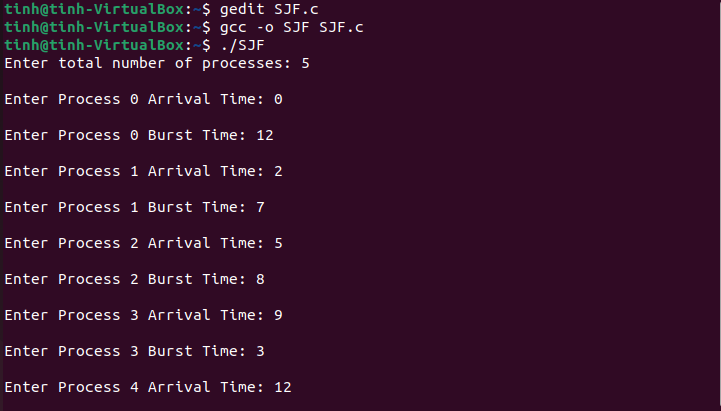 tinh@tinh-VirtualBox:~$ gedit SJF.c
tinh@tinh-VirtualBox:~$ gcc -o SJF SJF.c
tinh@tinh-VirtualBox:~$ ./SJF
Enter total number of processes: 5
Enter Process 0 Arrival Time: 0
Enter Process 0 Burst Time: 12
Enter Process 1 Arrival Time: 2
Enter Process 1 Burst Time: 7
Enter Process 2 Arrival Time: 5
Enter Process 2 Burst Time: 8
Enter Process 3 Arrival Time: 9
Enter Process 3 Burst Time: 3
Enter Process 4 Arrival Time: 12